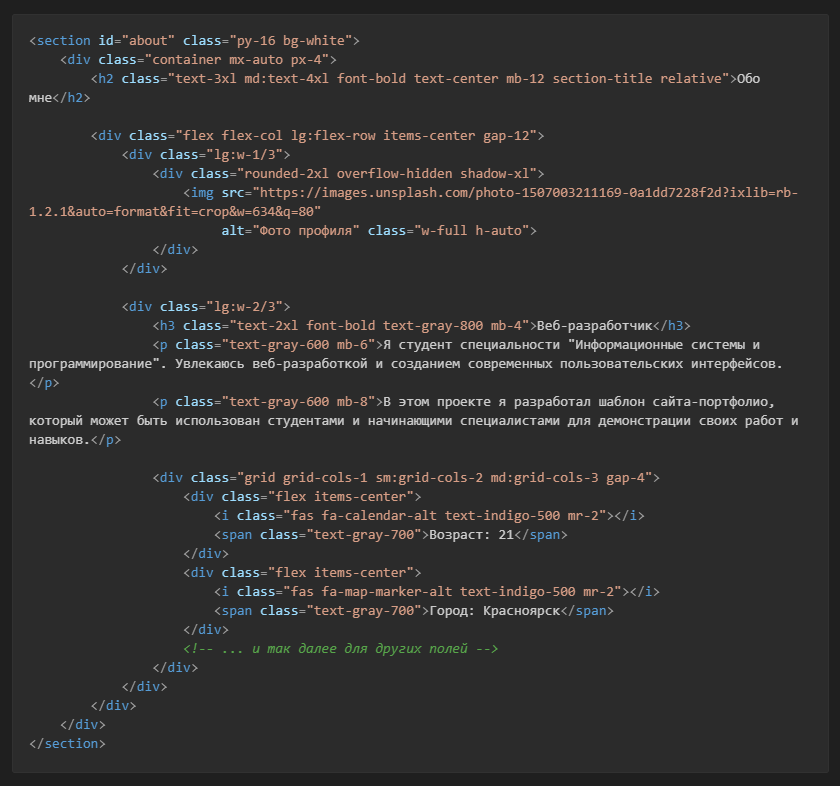 <section id="about" class="py-16 bg-white">
    <div class="container mx-auto px-4">
        <h2 class="text-3xl md:text-4xl font-bold text-center mb-12 section-title relative">Обо
мне</h2>

        <div class="flex flex-col lg:flex-row items-center gap-12">
            <div class="lg:w-1/3">
                <div class="rounded-2xl overflow-hidden shadow-xl">
                    <img src="https://images.unsplash.com/photo-1507003211169-0a1dd7228f2d?ixlib=rb-
1.2.1&auto=format&fit=crop&w=634&q=80"
                         alt="Фото профиля" class="w-full h-auto">
                </div>
            </div>

            <div class="lg:w-2/3">
                <h3 class="text-2xl font-bold text-gray-800 mb-4">Веб-разработчик</h3>
                <p class="text-gray-600 mb-6">Я студент специальности "Информационные системы и
программирование". Увлекаюсь веб-разработкой и созданием современных пользовательских интерфейсов.
</p>
                <p class="text-gray-600 mb-8">В этом проекте я разработал шаблон сайта-портфолио,
который может быть использован студентами и начинающими специалистами для демонстрации своих работ и
навыков.</p>

                <div class="grid grid-cols-1 sm:grid-cols-2 md:grid-cols-3 gap-4">
                    <div class="flex items-center">
                        <i class="fas fa-calendar-alt text-indigo-500 mr-2"></i>
                        <span class="text-gray-700">Возраст: 21</span>
                    </div>
                    <div class="flex items-center">
                        <i class="fas fa-map-marker-alt text-indigo-500 mr-2"></i>
                        <span class="text-gray-700">Город: Красноярск</span>
                    </div>
                    <!-- ... и так далее для других полей -->
                </div>
            </div>
        </div>
    </div>
</section>